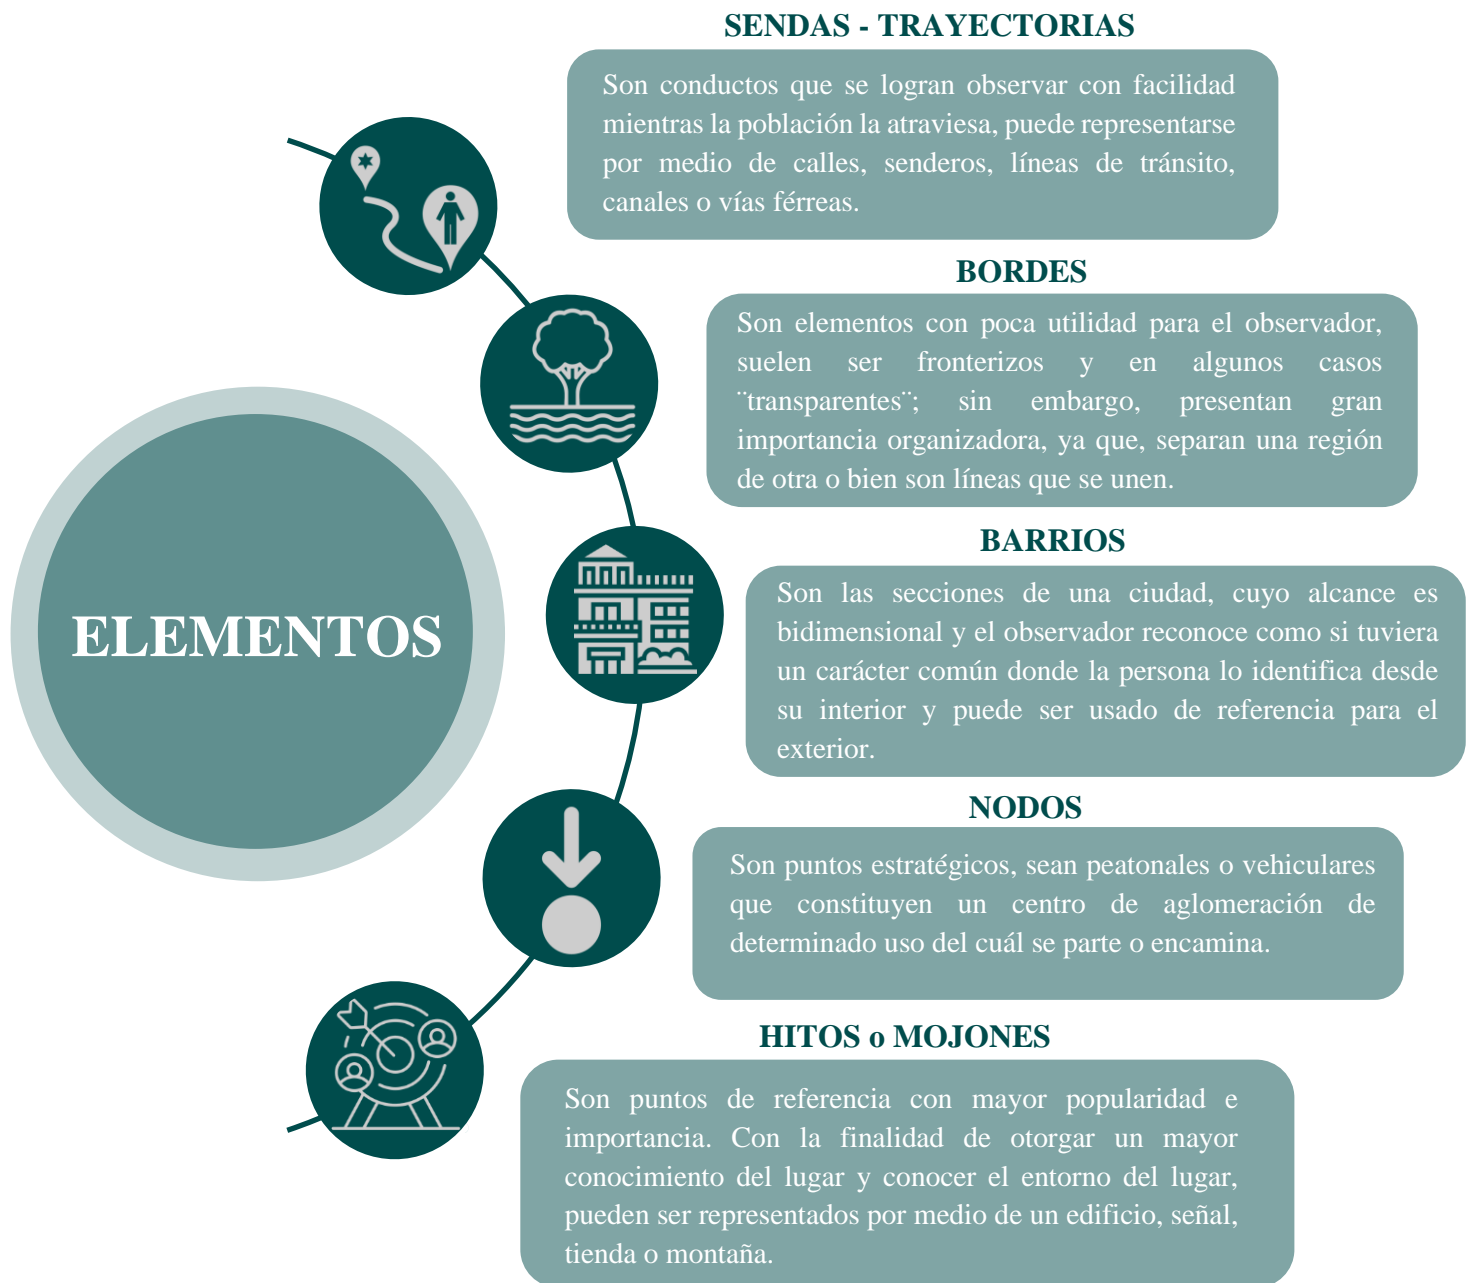 SENDAS - TRAYECTORIAS
Son conductos que se logran observar con facilidad
mientras la población la atraviesa, puede representarse
por medio de calles, senderos, líneas de tránsito,
canales o vías férreas.
BORDES
Son elementos con poca utilidad para el observador,
suelen ser fronterizos y en algunos casos
¨transparentes¨; sin embargo, presentan gran
importancia organizadora, ya que, separan una región
de otra o bien son líneas que se unen.
BARRIOS
Son las secciones de una ciudad, cuyo alcance es
bidimensional y el observador reconoce como si tuviera
un carácter común donde la persona lo identifica desde
su interior y puede ser usado de referencia para el
exterior.
ELEMENTOS
NODOS
Son puntos estratégicos, sean peatonales o vehiculares
que constituyen un centro de aglomeración de
determinado uso del cuál se parte o encamina.
HITOS o MOJONES
Son puntos de referencia con mayor popularidad e
importancia. Con la finalidad de otorgar un mayor
conocimiento del lugar y conocer el entorno del lugar,
pueden ser representados por medio de un edificio, señal,
tienda o montaña.